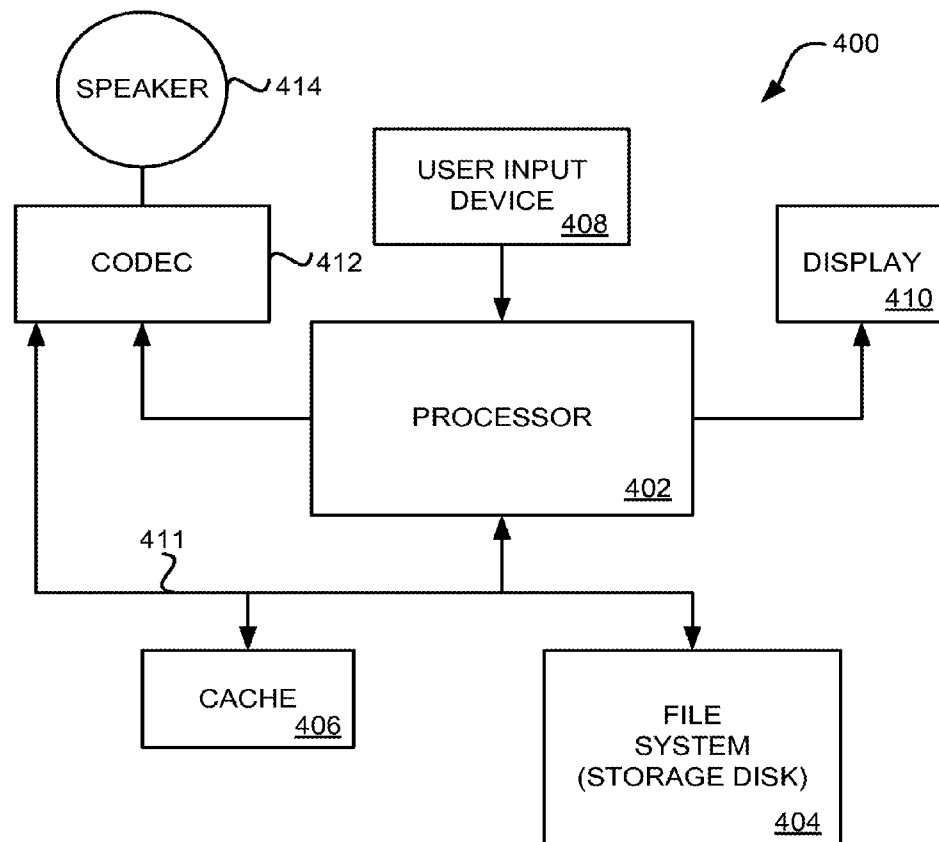 400
SPEAKER
414
USER INPUT
DEVICE
408
CODEC
412
DISPLAY
410
PROCESSOR
402
411
CACHE
406
FILE
SYSTEM
(STORAGE DISK)
404